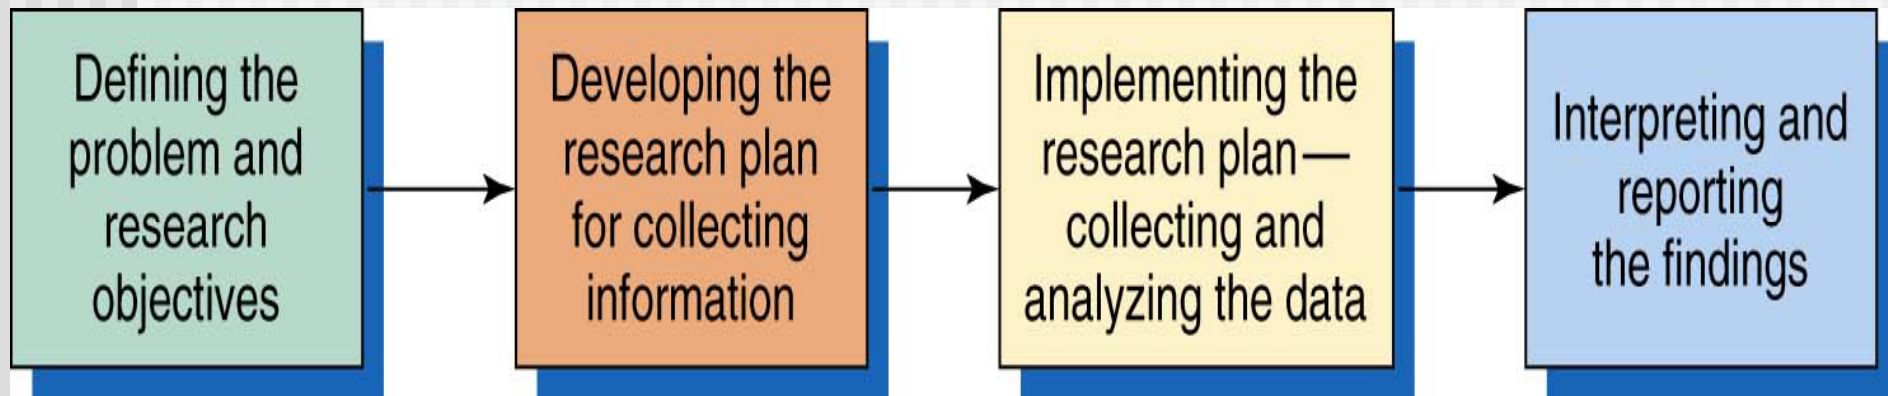 Defining the
problem and
research
objectives
Developing the
research plan
for collecting
information
Implementing the
research plan—
collecting and
analyzing the data
Interpreting and
reporting
the findings